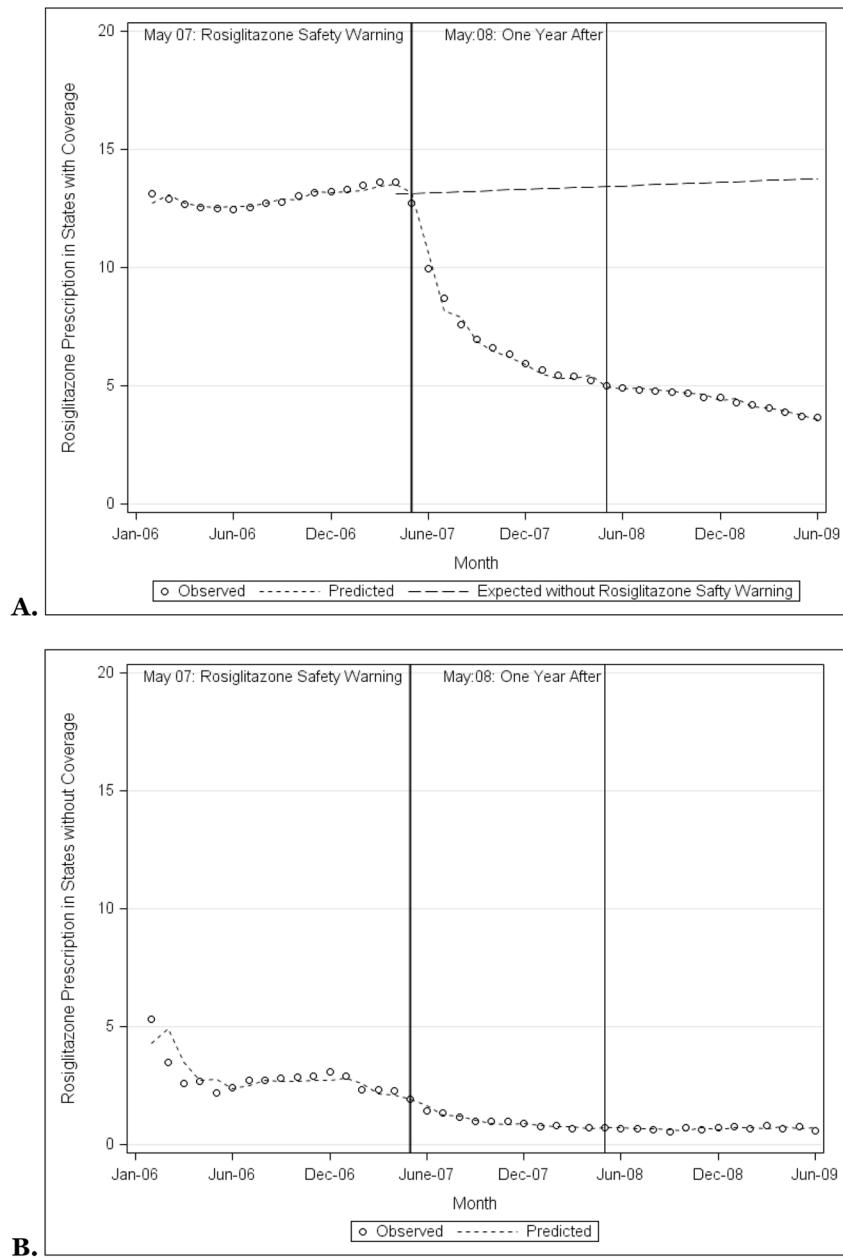 20
May 07: Rosiglitazone Safety Warning
May:08: One Year After
15
10
5
0
Rosiglitazone Prescription in States with Coverage
Jan-06 Jun-06 Dec-06 June-07 Dec-07 Jun-08 Dec-08 Jun-09
Month
Observed Predicted Expected without Rosiglitazone Safty Warning
A.
20
May 07: Rosiglitazone Safety Warning
May:08: One Year After
15
10
5
0
Rosiglitazone Prescription in States without Coverage
Jan-06 Jun-06 Dec-06 June-07 Dec-07 Jun-08 Dec-08 Jun-09
Month
Observed Predicted
B.